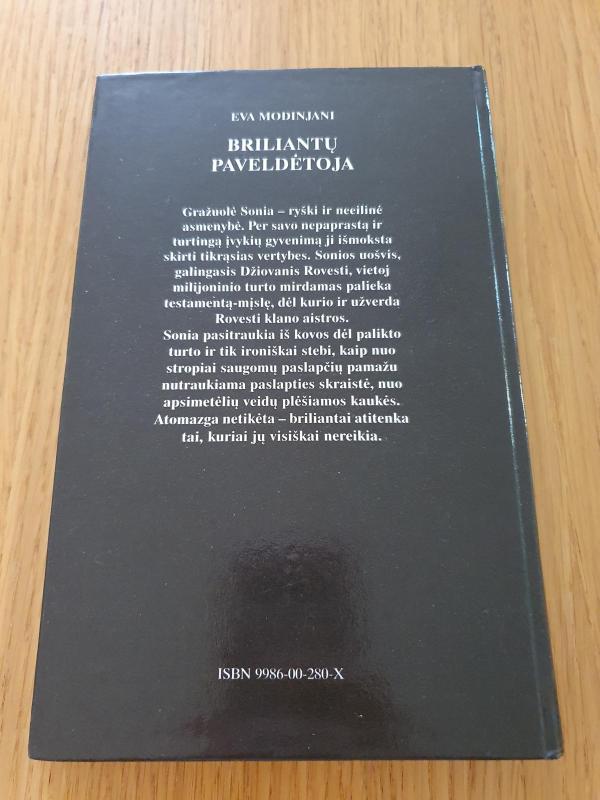 EVA MODINJANI
BRILIANTŲ
PAVELDĖTOJA
Gražuolė Sonia – ryški ir neeilinė
asmenybė. Per savo nepaprastą ir
turtingą įvykių gyvenimą ji išmoksta
skirti tikrąsias vertybes. Sonios uošvis,
galingasis Džiovanis Rovesti, vietoj
milijoninio turto mirdamas palieka
testamentą-mįslę, dėl kurio ir užverda
Rovesti klano aistros.
Sonia pasitraukia iš kovos dėl palikto
turto ir tik ironiškai stebi, kaip nuo
stropiai saugomų paslapčių pamažu
nutraukiama paslapties skraistė, nuo
apsimetėlių veidų plėšiamos kaukės.
Atomazga netikėta – briliantai atitenka
tai, kuriai jų visiškai nereikia.
ISBN 9986-00-280-X